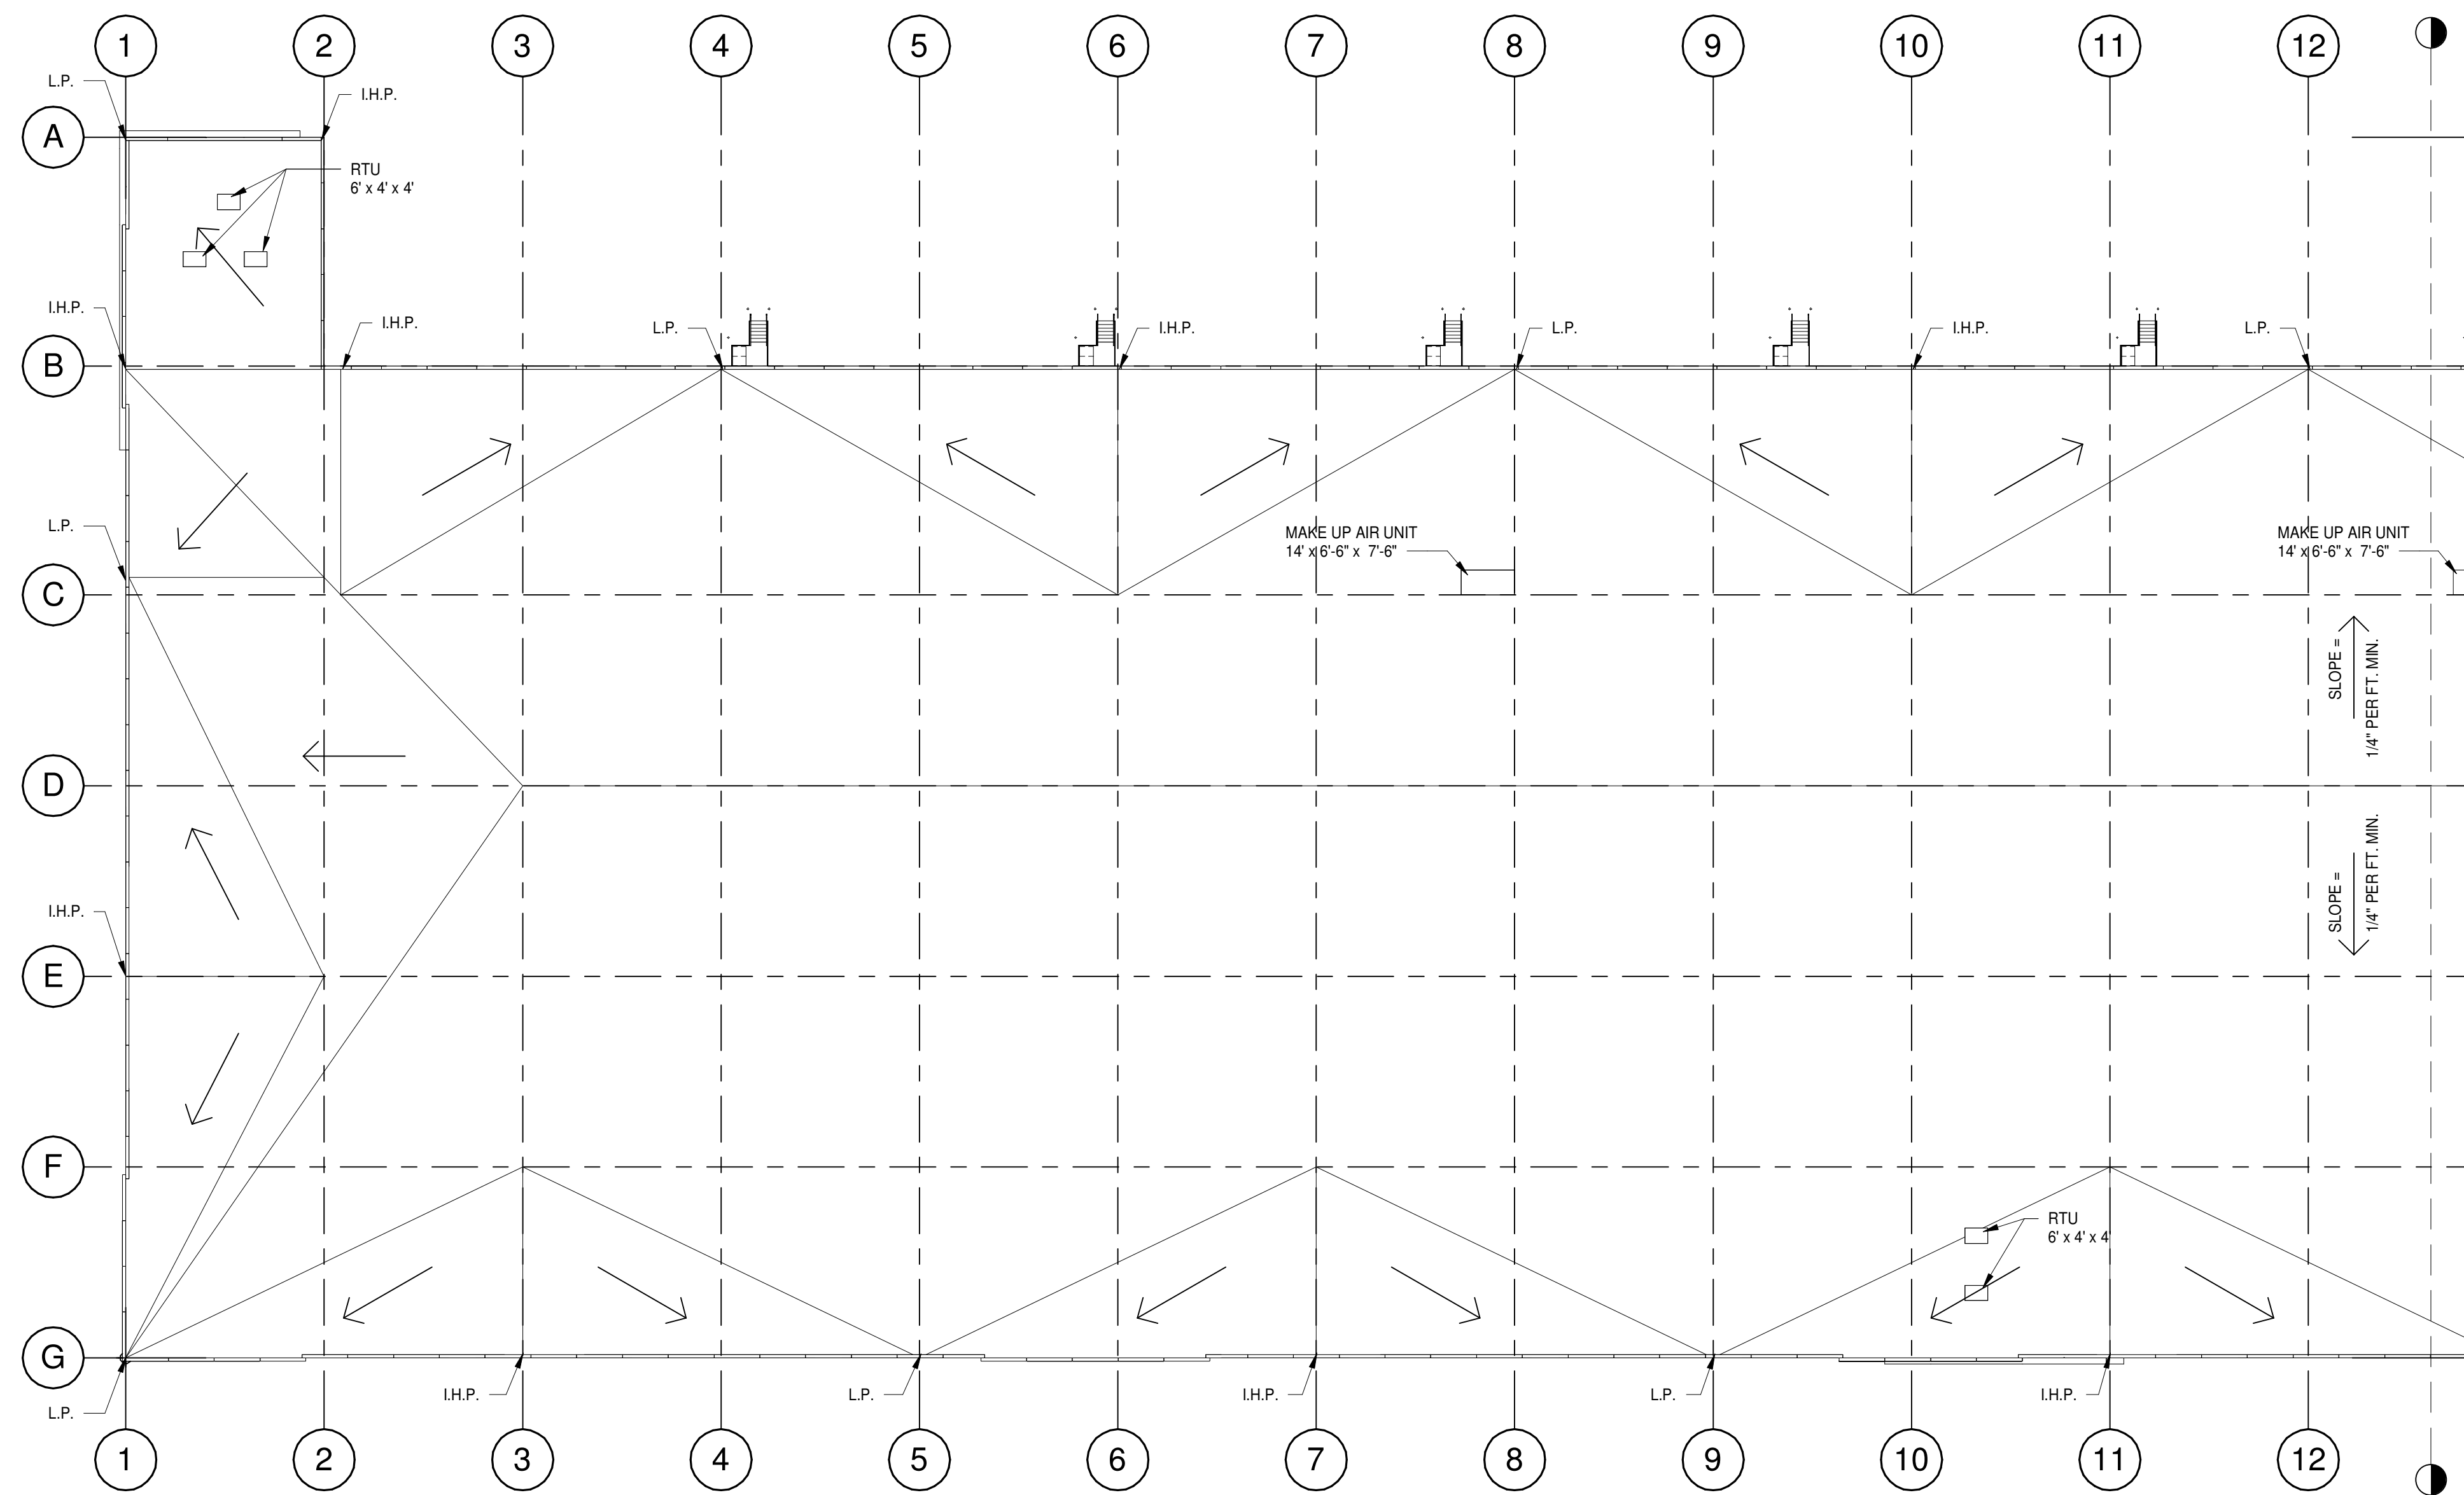 1 2 3 4 5 6 7 8 9 10 11 12
L.P.
I.H.P.
A
RTU
6' x 4' x 4'
I.H.P.
I.H.P.
L.P.
I.H.P.
L.P.
I.H.P.
L.P.
B
L.P.
MAKE UP AIR UNIT
14' x 6'-6" x 7'-6"
MAKE UP AIR UNIT
14' x 6'-6" x 7'-6"
C
SLOPE =
1/4" PER FT. MIN.
D
SLOPE =
1/4" PER FT. MIN.
I.H.P.
E
F
RTU
6' x 4' x 4'
G
L.P.
I.H.P.
L.P.
I.H.P.
L.P.
I.H.P.
1 2 3 4 5 6 7 8 9 10 11 12